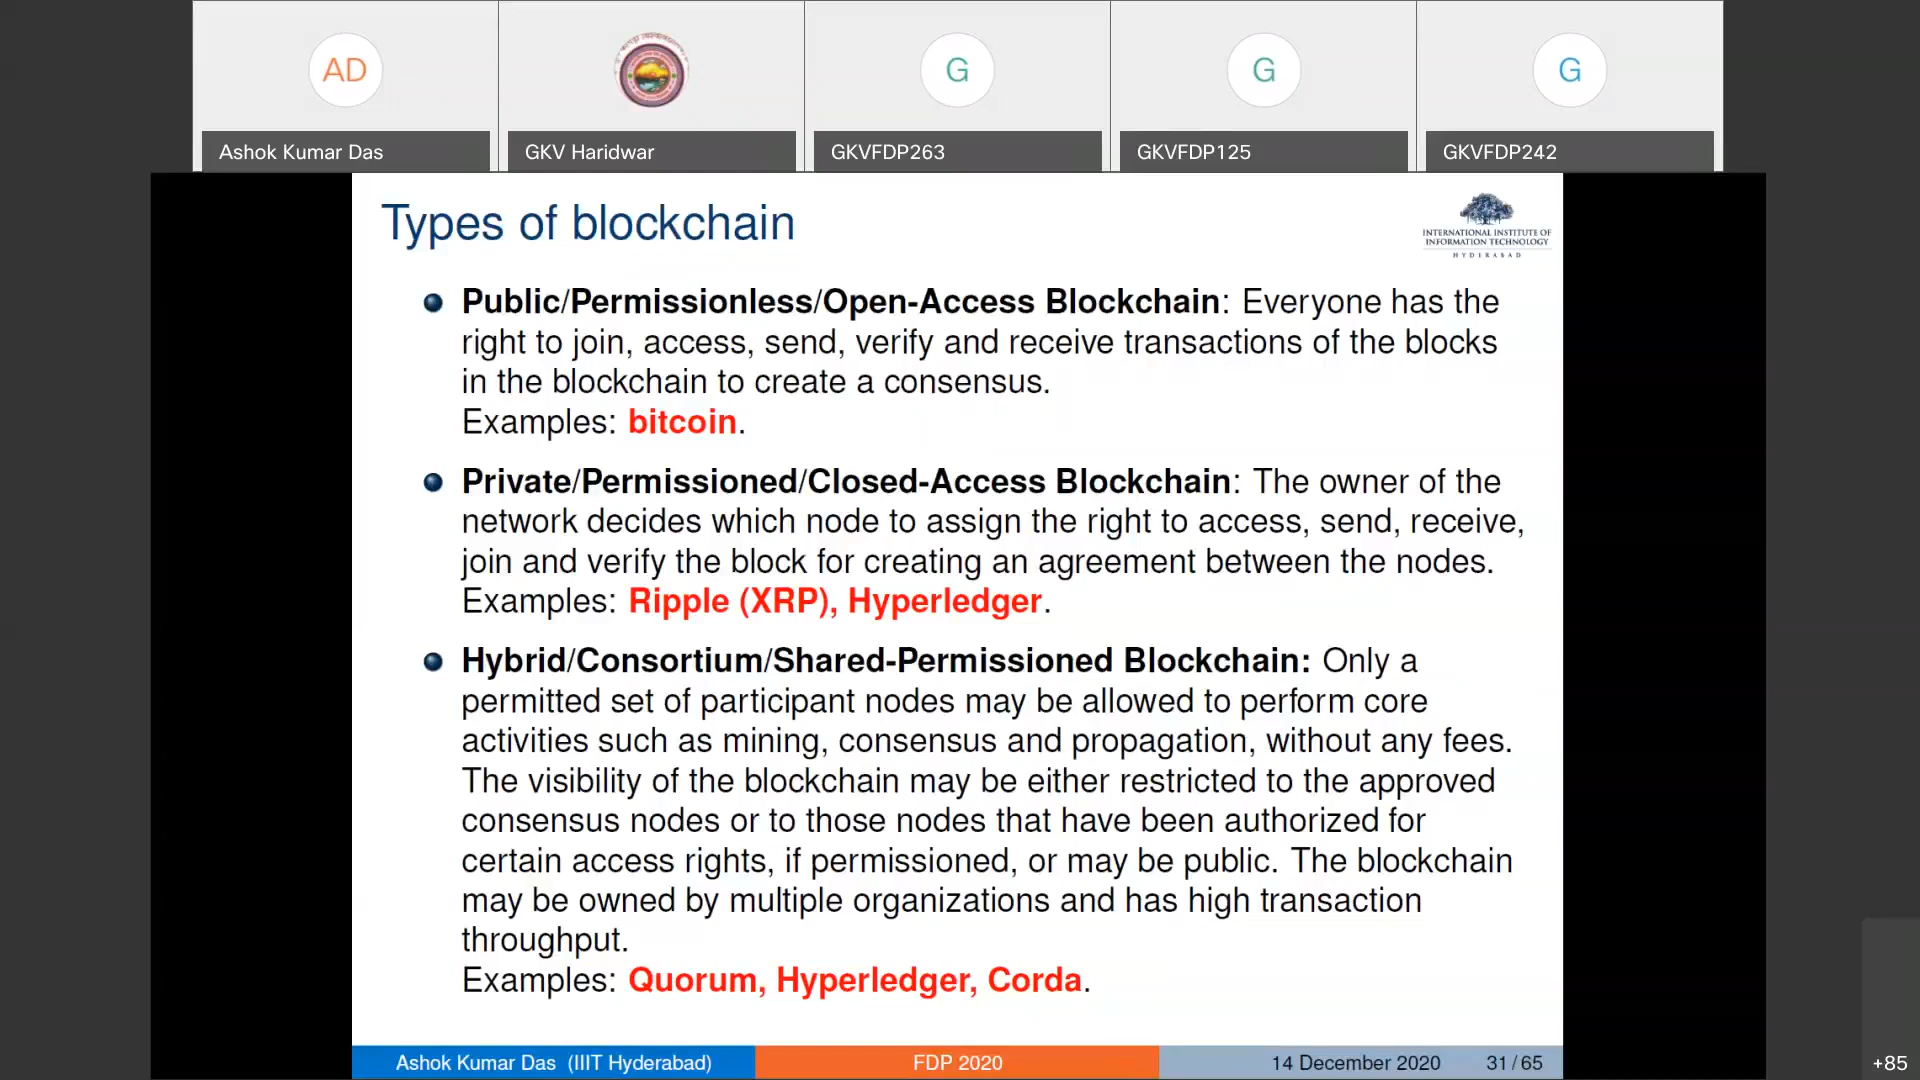 AD
G
G
G
Ashok Kumar Das
GKV Haridwar
GKVFDP263
GKVFDP125
GKVFDP242
Types of blockchain
INTERNATIONAL INSTITUTE OF
INFORMATION TECHNOLOGY
HYDERABAD
Public/Permissionless/Open-Access Blockchain: Everyone has the
right to join, access, send, verify and receive transactions of the blocks
in the blockchain to create a consensus.
Examples: bitcoin.
Private/Permissioned/Closed-Access Blockchain: The owner of the
network decides which node to assign the right to access, send, receive,
join and verify the block for creating an agreement between the nodes.
Examples: Ripple (XRP), Hyperledger.
Hybrid/Consortium/Shared-Permissioned Blockchain: Only a
permitted set of participant nodes may be allowed to perform core
activities such as mining, consensus and propagation, without any fees.
The visibility of the blockchain may be either restricted to the approved
consensus nodes or to those nodes that have been authorized for
certain access rights, if permissioned, or may be public. The blockchain
may be owned by multiple organizations and has high transaction
throughput.
Examples: Quorum, Hyperledger, Corda.
Ashok Kumar Das (IIIT Hyderabad)
FDP 2020
14 December 2020
31 / 65
+85